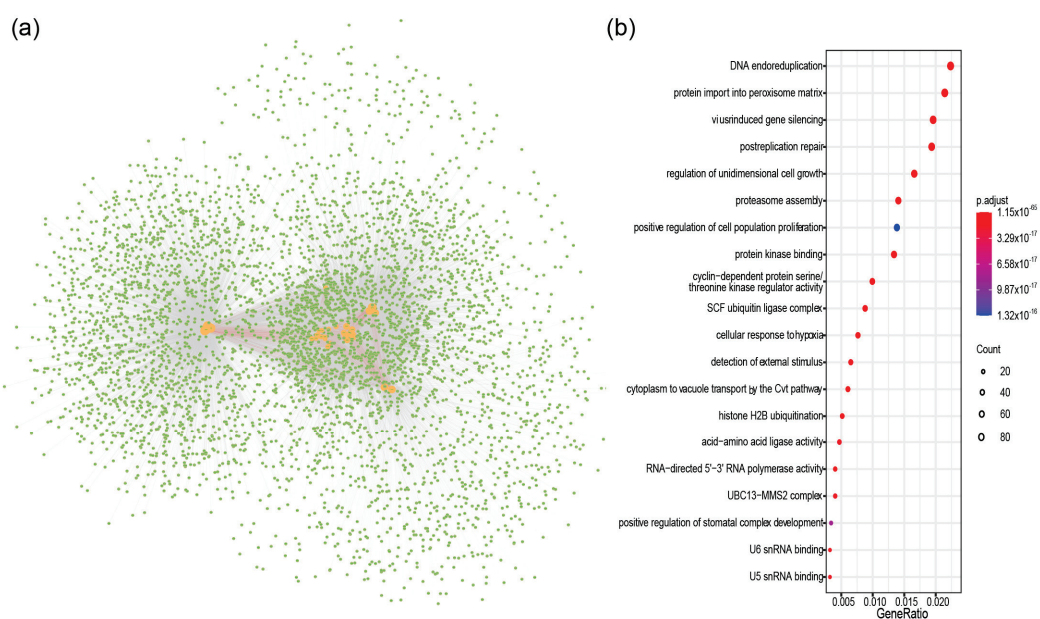 (a)
(b)
DNA endoreduplication
protein import into peroxisome matrix
viusrinduced gene silencing
postreplication repair
regulation of unidimensional cell growth
proteasome assembly
positive regulation of cell population proliferation
protein kinase binding
cyclin-dependent protein serine/
threonine kinase regulator activity
SCF ubiquitin ligase complex
cellular response to hypoxia
detection of external stimulus
cytoplasm to vacuole transport by the Cvt pathway
histone H2B ubiquitination
acid-amino acid ligase activity
RNA-directed 5'-3' RNA polymerase activity
UBC13-MMS2 complex
positive regulation of stomatal complex development
U6 snRNA binding
U5 snRNA binding
0.005 0.010 0.015 0.020
GeneRatio
p.adjust
1.15x10⁻⁶⁵
3.29x10⁻¹⁷
6.58x10⁻¹⁷
9.87x10⁻¹⁷
1.32x10⁻¹⁶
Count
20
40
60
80